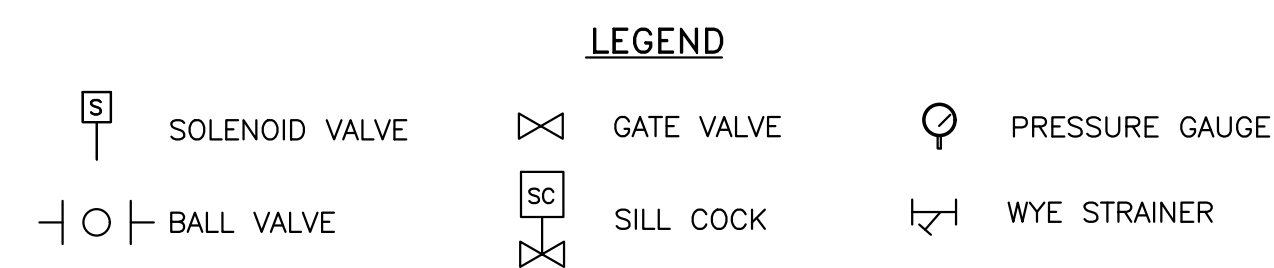 LEGEND
S SOLENOID VALVE
GATE VALVE
PRESSURE GAUGE
BALL VALVE
SC SILL COCK
WYE STRAINER